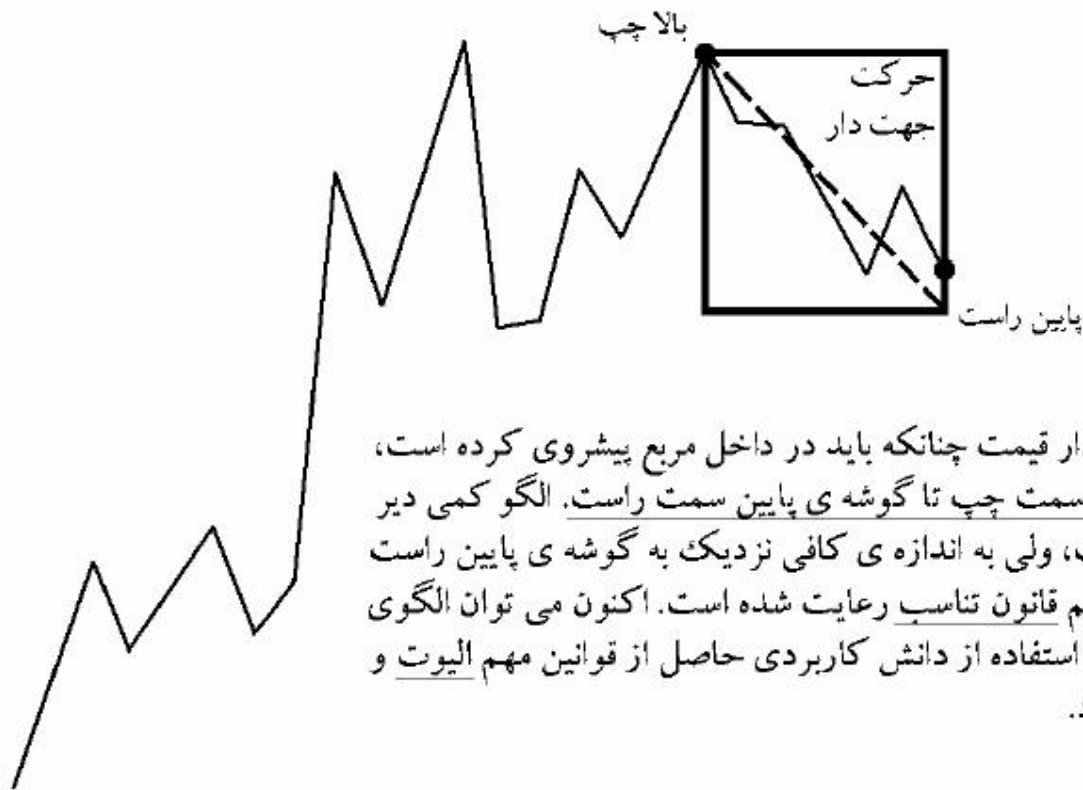 بالا چپ
حرکت
جهت دار
پایین راست
قیمت چنانکه باید در داخل مربع پیشروی کرده است،
سمت چپ تا گوشه ی پایین سمت راست. الگو کمی دیر
ولی به اندازه ی کافی نزدیك به گوشه ی پایین راست
قانون تناسب رعایت شده است. اکنون می توان الگوی
استفاده از دانش کاربردی حاصل از قوانین مهم الیوت و